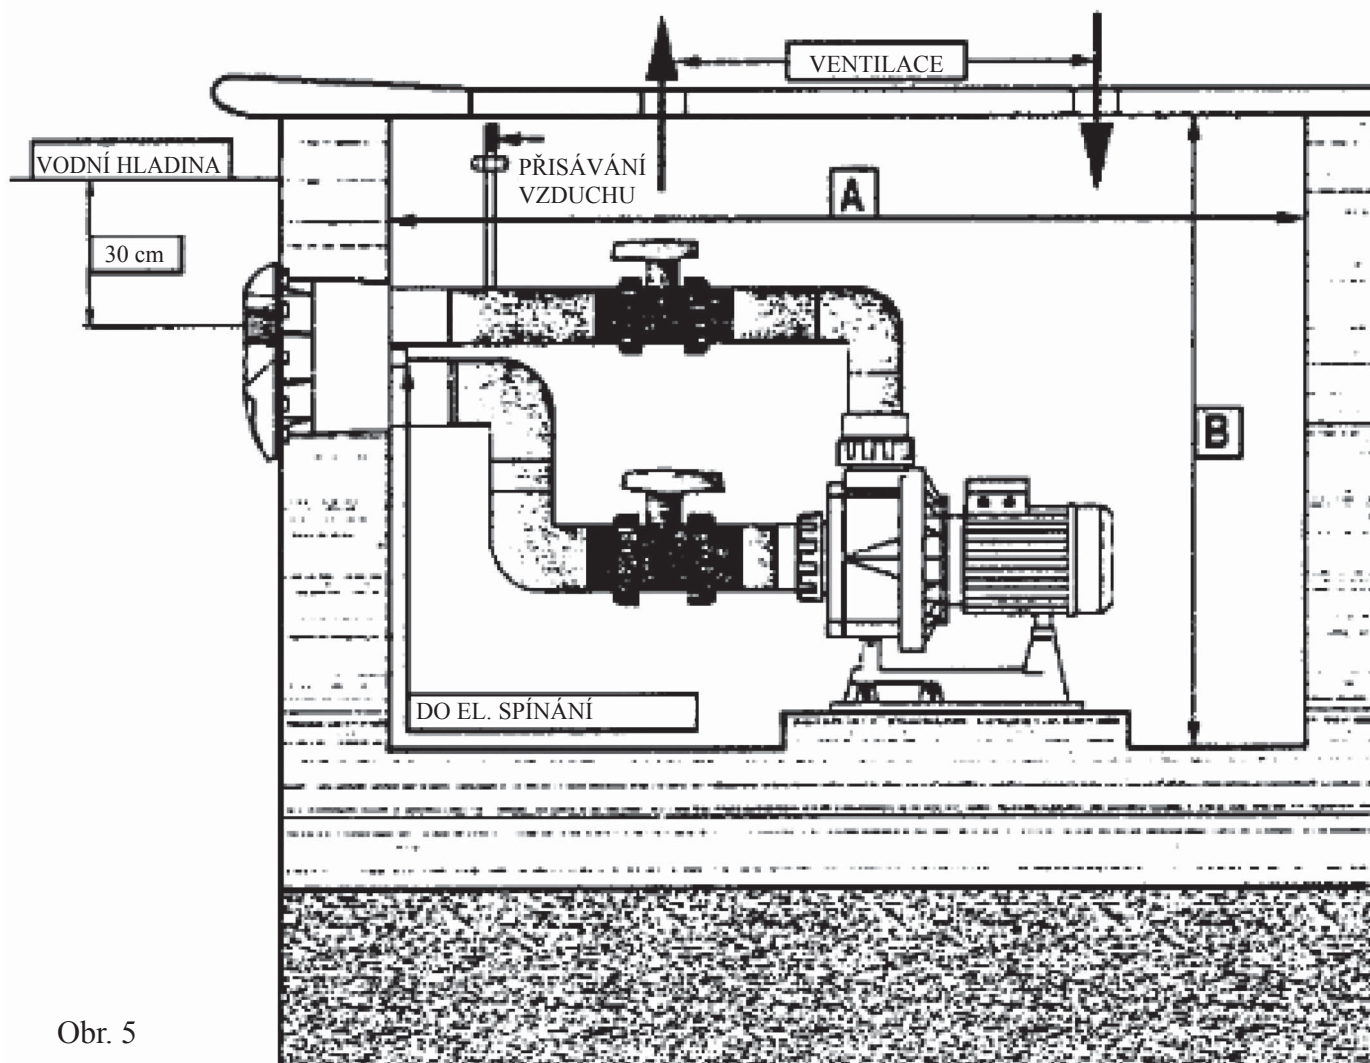 VENTILACE
VODNÍ HLADINA
PŘISÁVÁNÍ
VZDUCHU
A
30 cm
B
DO EL. SPÍNÁNÍ
Obr. 5